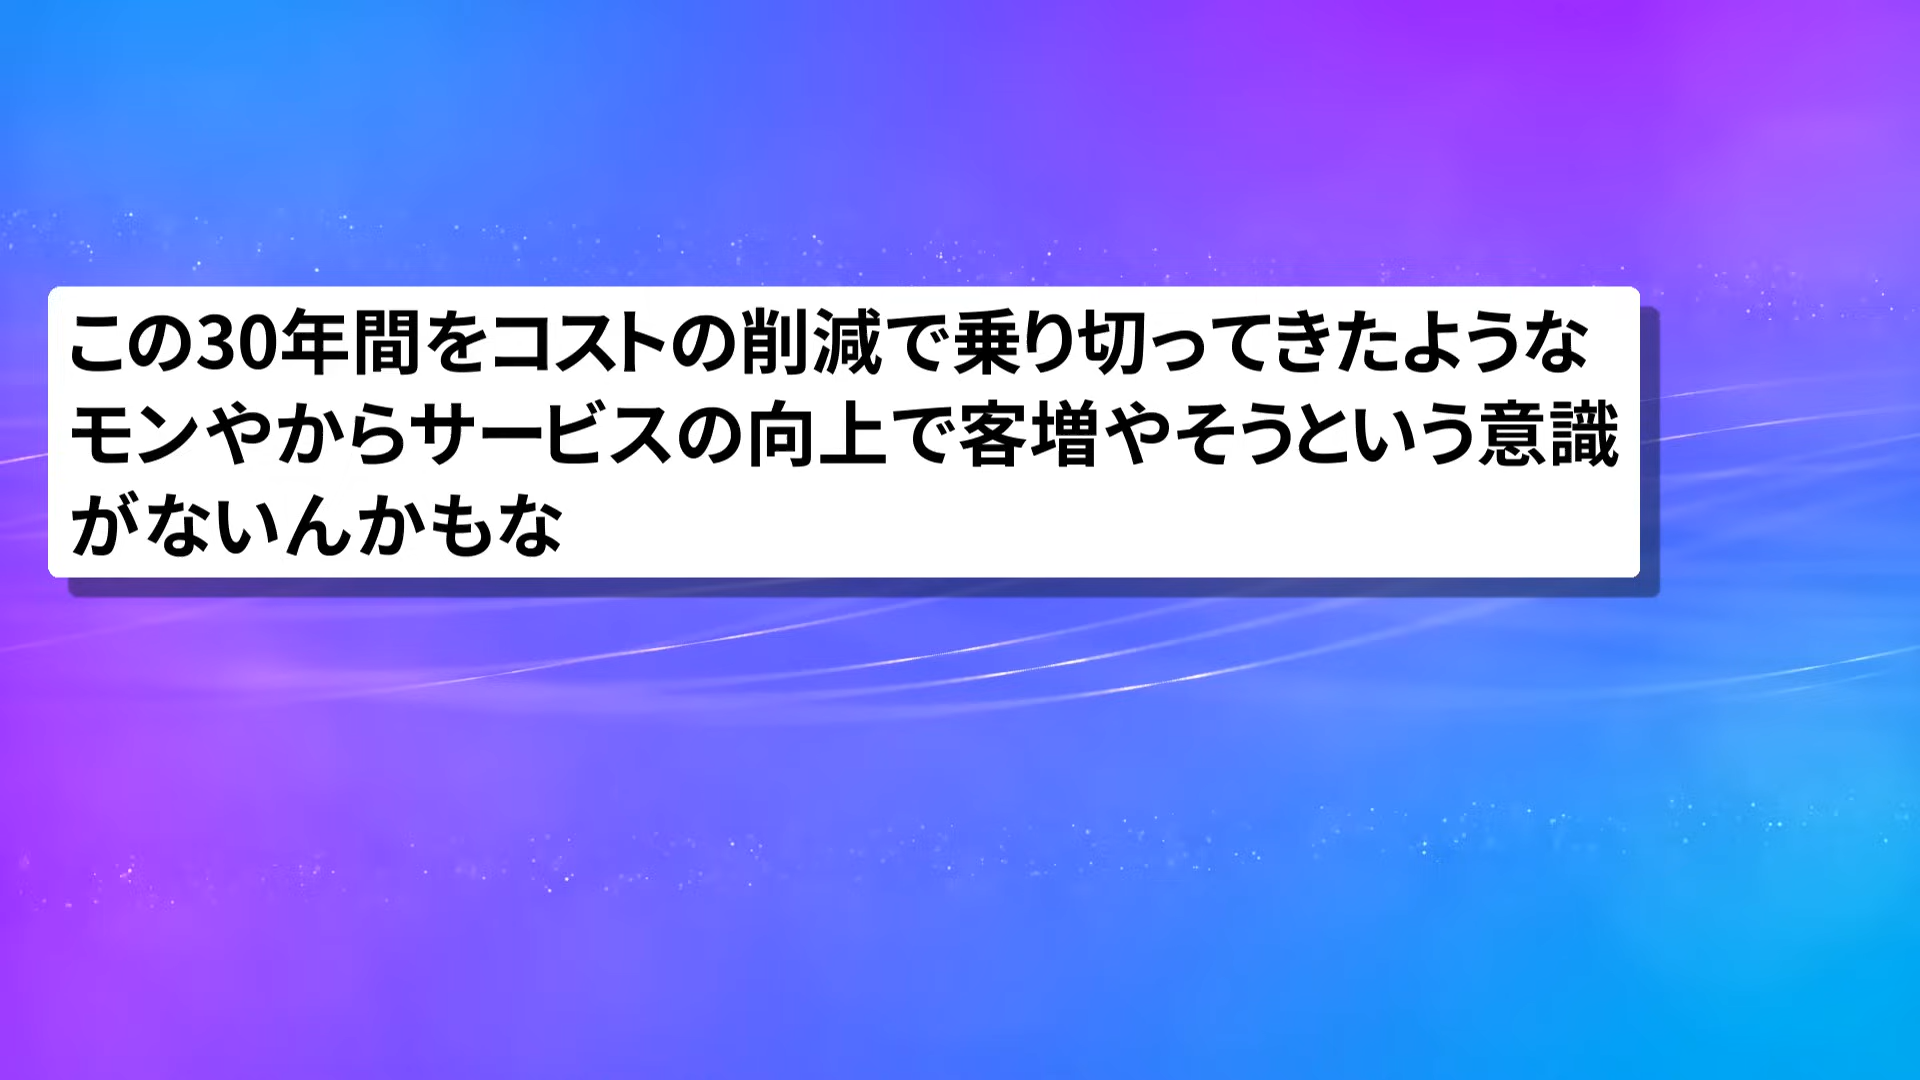 この30年間をコストの削減で乗り切ってきたような
モンやからサービスの向上で客増やそうという意識
がないんかもな